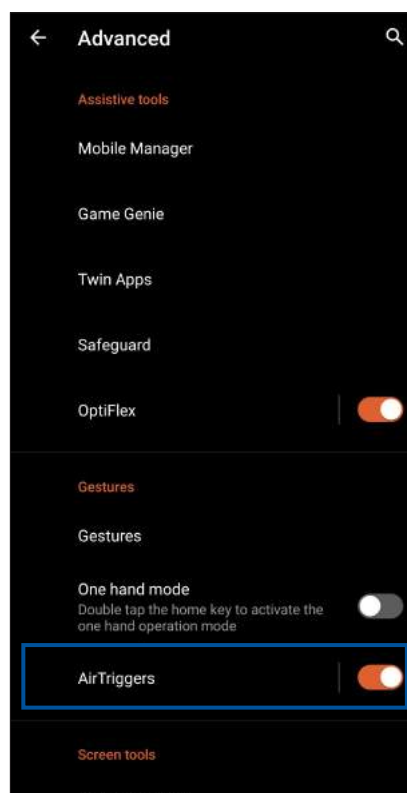 Advanced
Assistive tools
Mobile Manager
Game Genie
Twin Apps
Safeguard
OptiFlex
Gestures
Gestures
One hand mode
Double tap the home key to activate the
one hand operation mode
AirTriggers
Screen tools